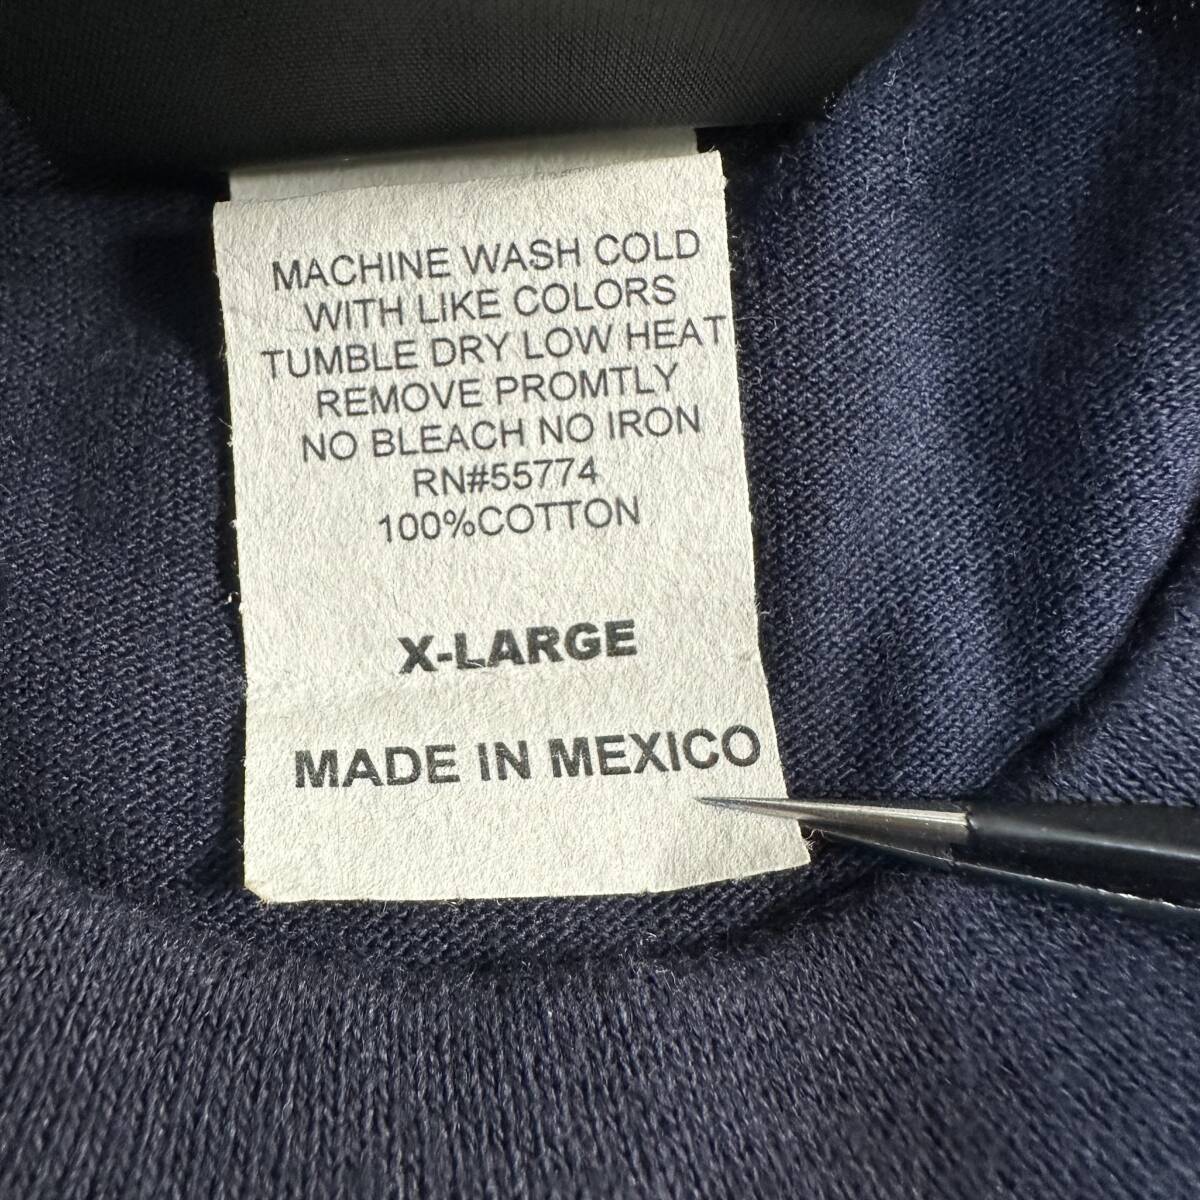 MACHINE WASH COLD
WITH LIKE COLORS
TUMBLE DRY LOW HEAT
REMOVE PROMTLY
NO BLEACH NO IRON
RN#55774
100%COTTON
X-LARGE
MADE IN MEXICO